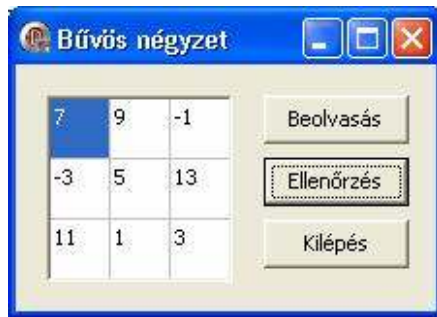 Bűvös négyzet
7 9 -1 Beolvasás
-3 5 13 Ellenőrzés
11 1 3 Kilépés